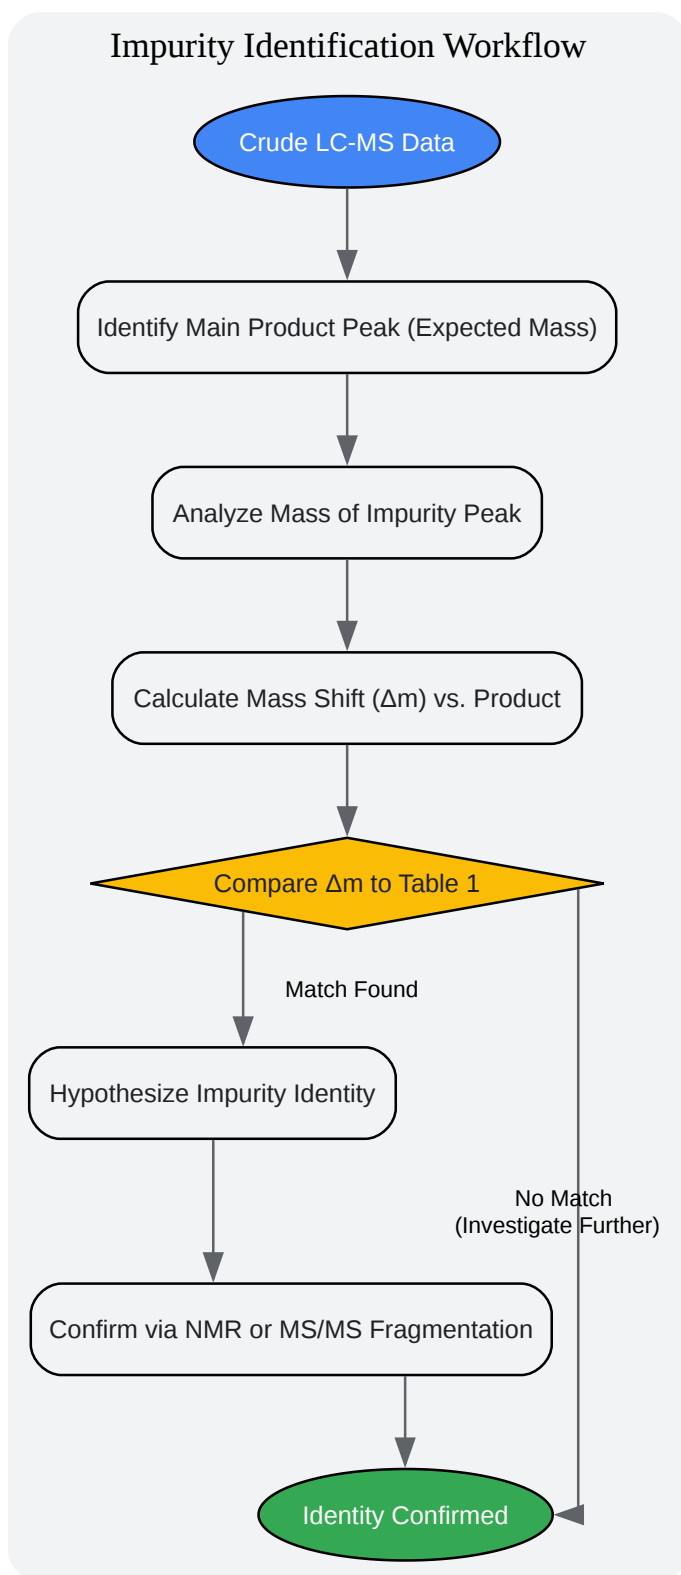 Impurity Identification Workflow
Crude LC-MS Data
Identify Main Product Peak (Expected Mass)
Analyze Mass of Impurity Peak
Calculate Mass Shift (Δm) vs. Product
Compare Δm to Table 1
Match Found
Hypothesize Impurity Identity
No Match
(Investigate Further)
Confirm via NMR or MS/MS Fragmentation
Identity Confirmed